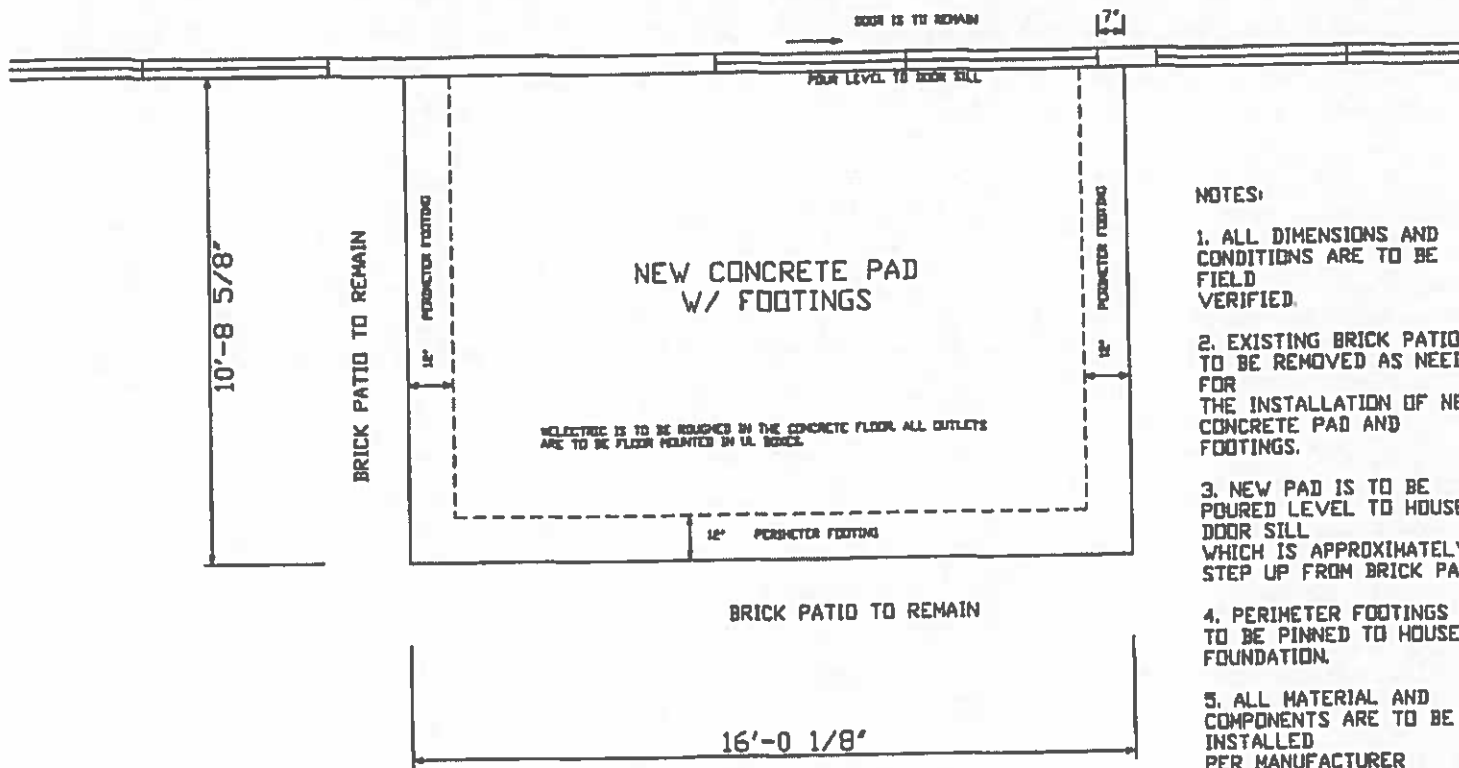 DOOR IS TO REMAIN
7"
POUR LEVEL TO DOOR SILL
10'-8 5/8"
BRICK PATIO TO REMAIN
12" PERIMETER FOOTING
NEW CONCRETE PAD
W/ FOOTINGS
12" PERIMETER FOOTING
ELECTRIC IS TO BE ROUGHED IN THE CONCRETE FLOOR. ALL OUTLETS
ARE TO BE FLOOR MOUNTED IN UL BOXES.
12" PERIMETER FOOTING
BRICK PATIO TO REMAIN
16'-0 1/8"
NOTES:
1. ALL DIMENSIONS AND
CONDITIONS ARE TO BE
FIELD
VERIFIED.
2. EXISTING BRICK PATIO
TO BE REMOVED AS NEE
FOR
THE INSTALLATION OF NE
CONCRETE PAD AND
FOOTINGS.
3. NEW PAD IS TO BE
POURED LEVEL TO HOUSE
DOOR SILL
WHICH IS APPROXIMATELY
STEP UP FROM BRICK PA
4. PERIMETER FOOTINGS
TO BE PINNED TO HOUSE
FOUNDATION.
5. ALL MATERIAL AND
COMPONENTS ARE TO BE
INSTALLED
PER MANUFACTURER